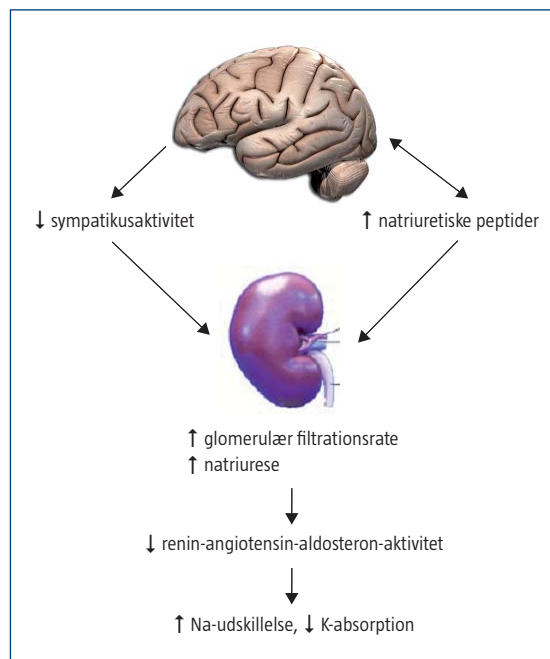 ↓ sympatikusaktivitet
↑ natriuretiske peptider
↑ glomerulær filtrationsrate
↑ natriurese
↓ renin-angiotensin-aldosteron-aktivitet
↑ Na-udskillelse, ↓ K-absorption